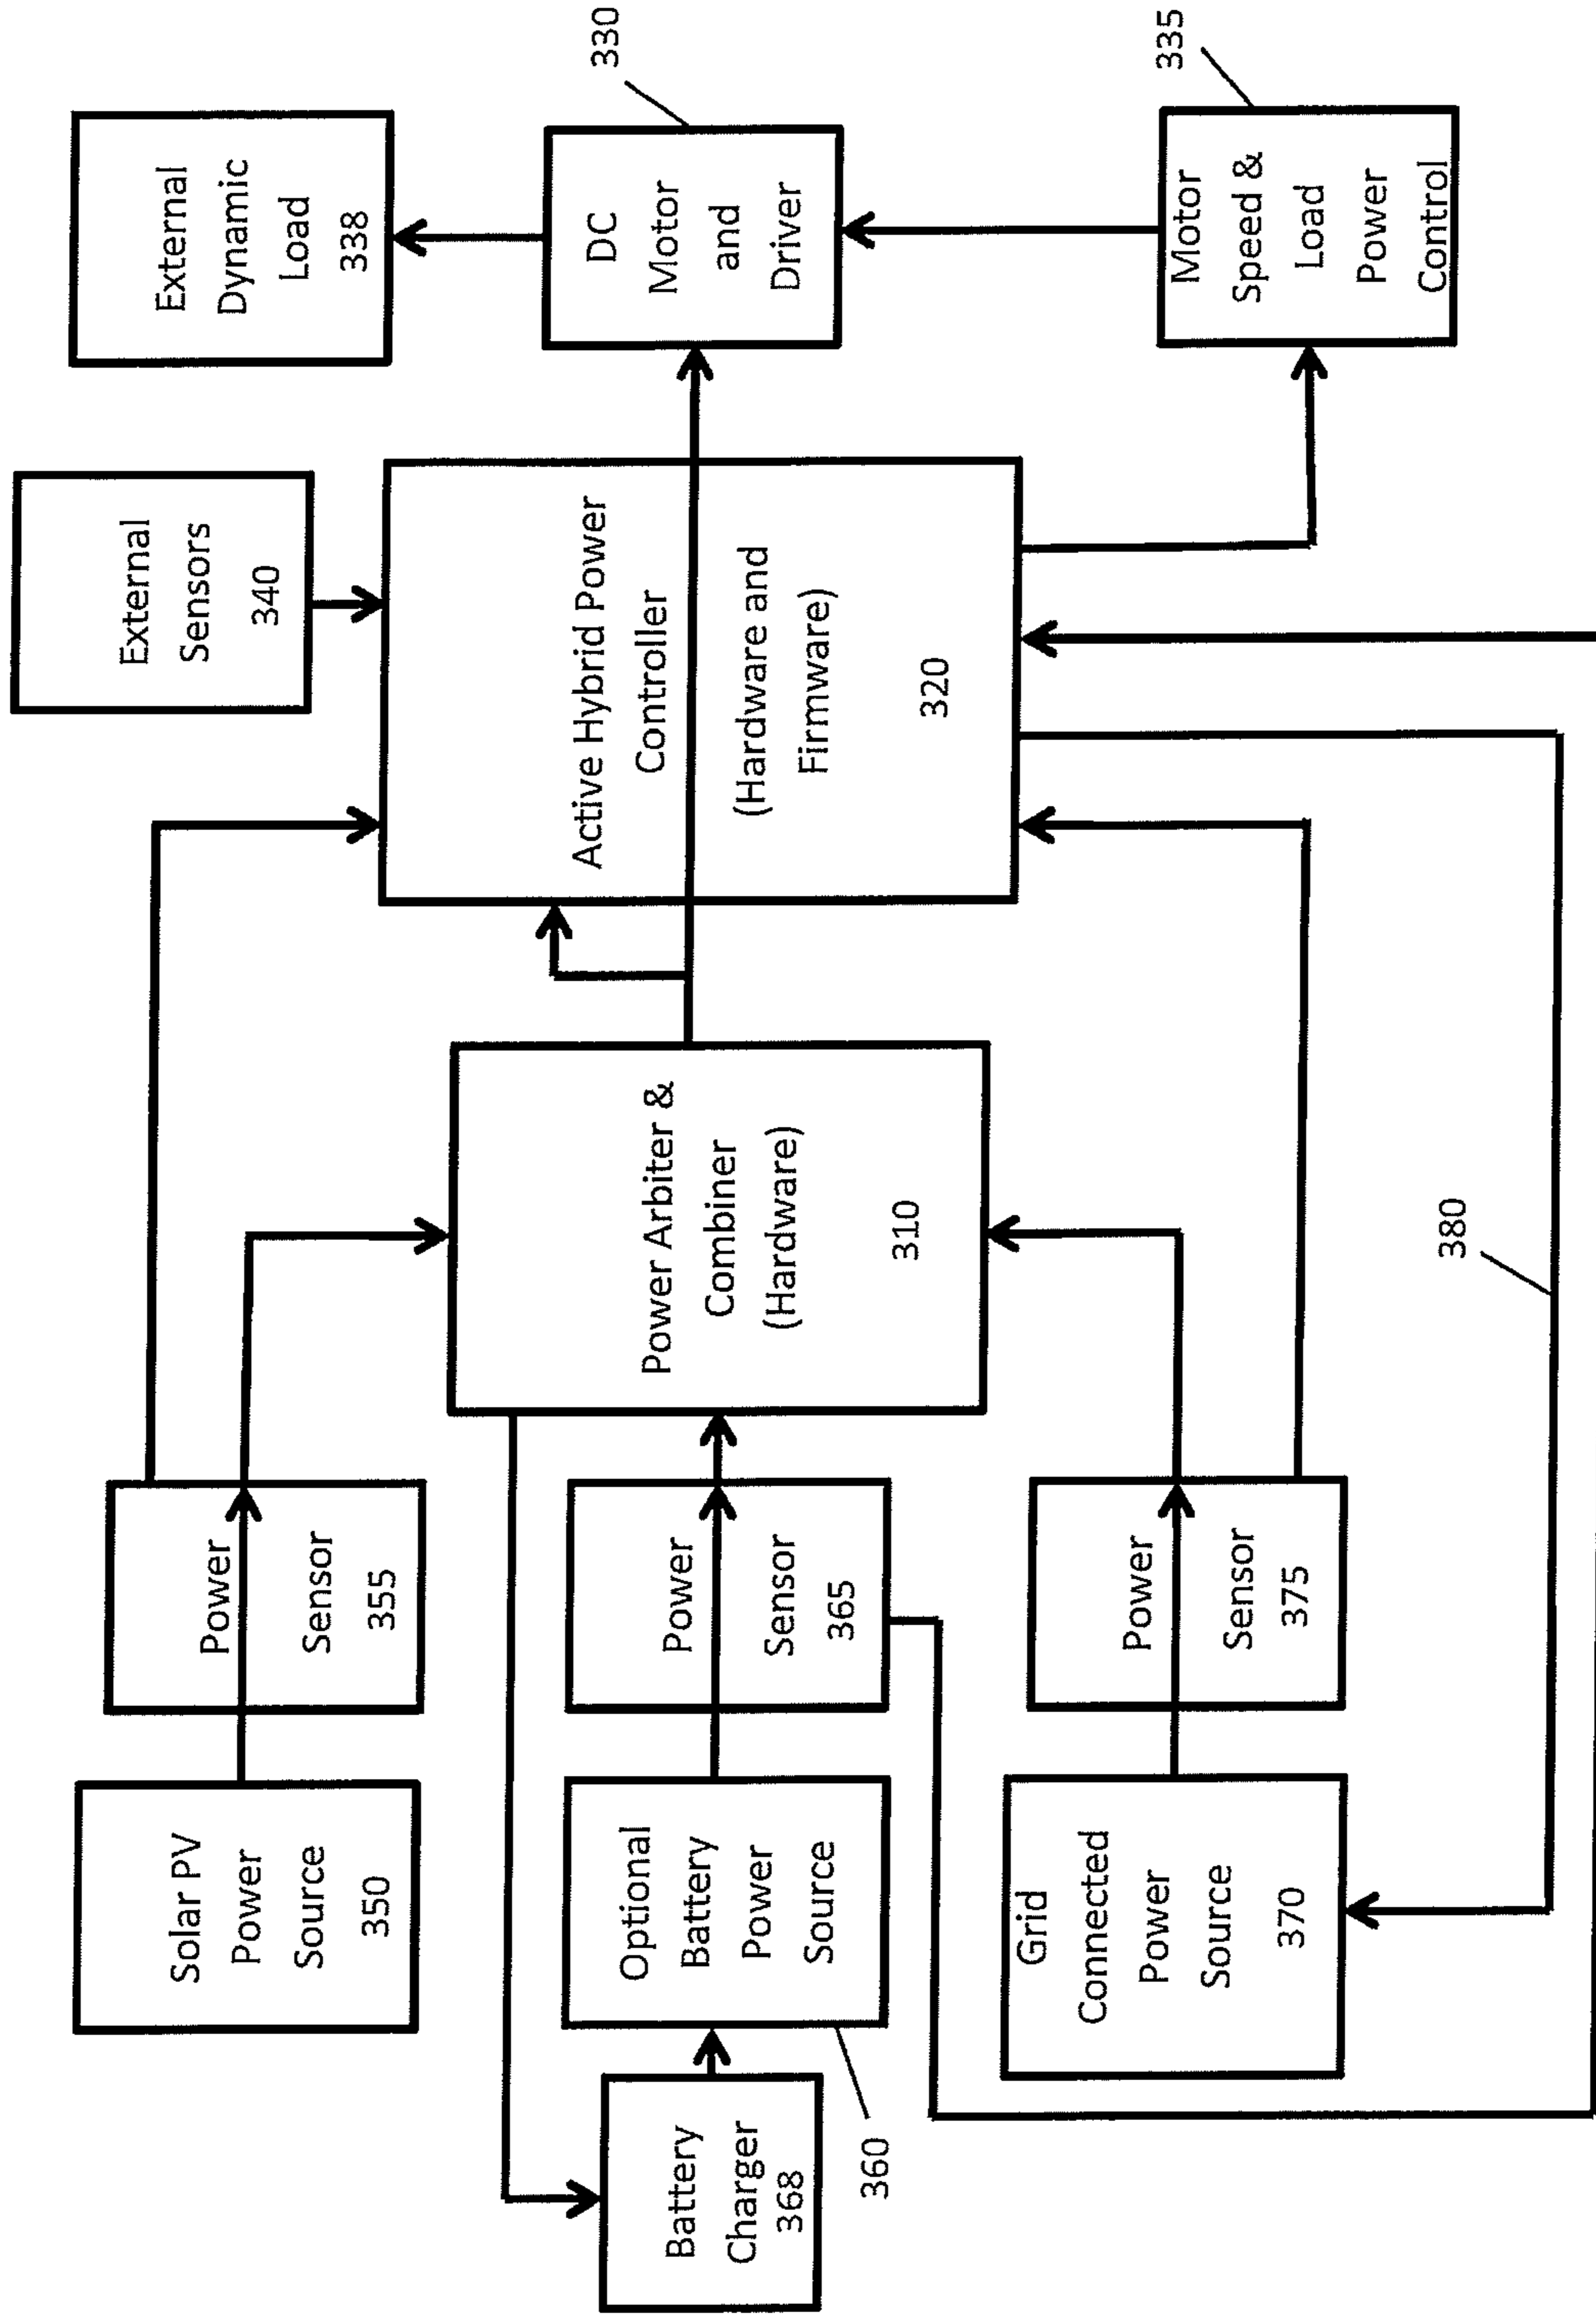 Solar PV
Power
Source
350
Power
Sensor
355
External
Sensors
340
External
Dynamic
Load
338
Battery
Charger
368
360
Optional
Battery
Power
Source
Power
Sensor
365
Power Arbiter &
Combiner
(Hardware)
310
Active Hybrid Power
Controller
(Hardware and
Firmware)
320
DC
Motor
and
Driver
330
Grid
Connected
Power
Source
370
Power
Sensor
375
380
Motor
Speed &
Load
Power
Control
335